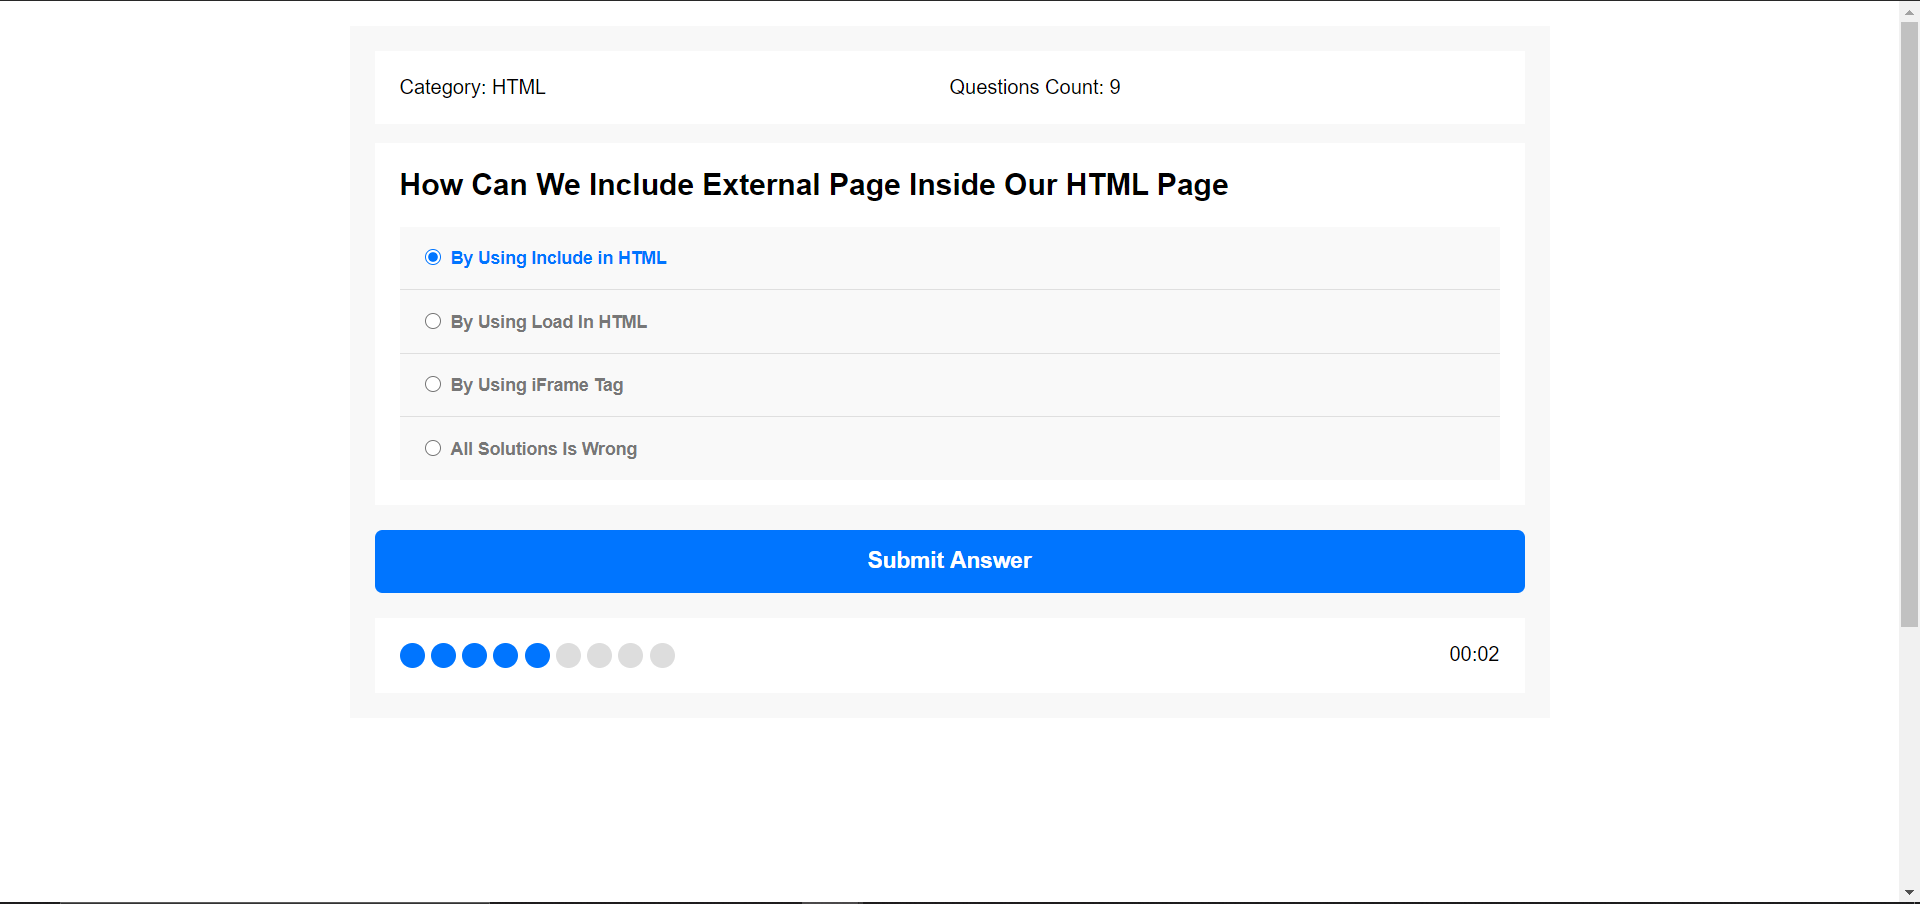 Category: HTML
Questions Count: 9
How Can We Include External Page Inside Our HTML Page
By Using Include in HTML
By Using Load In HTML
By Using iFrame Tag
All Solutions Is Wrong
Submit Answer
00:02